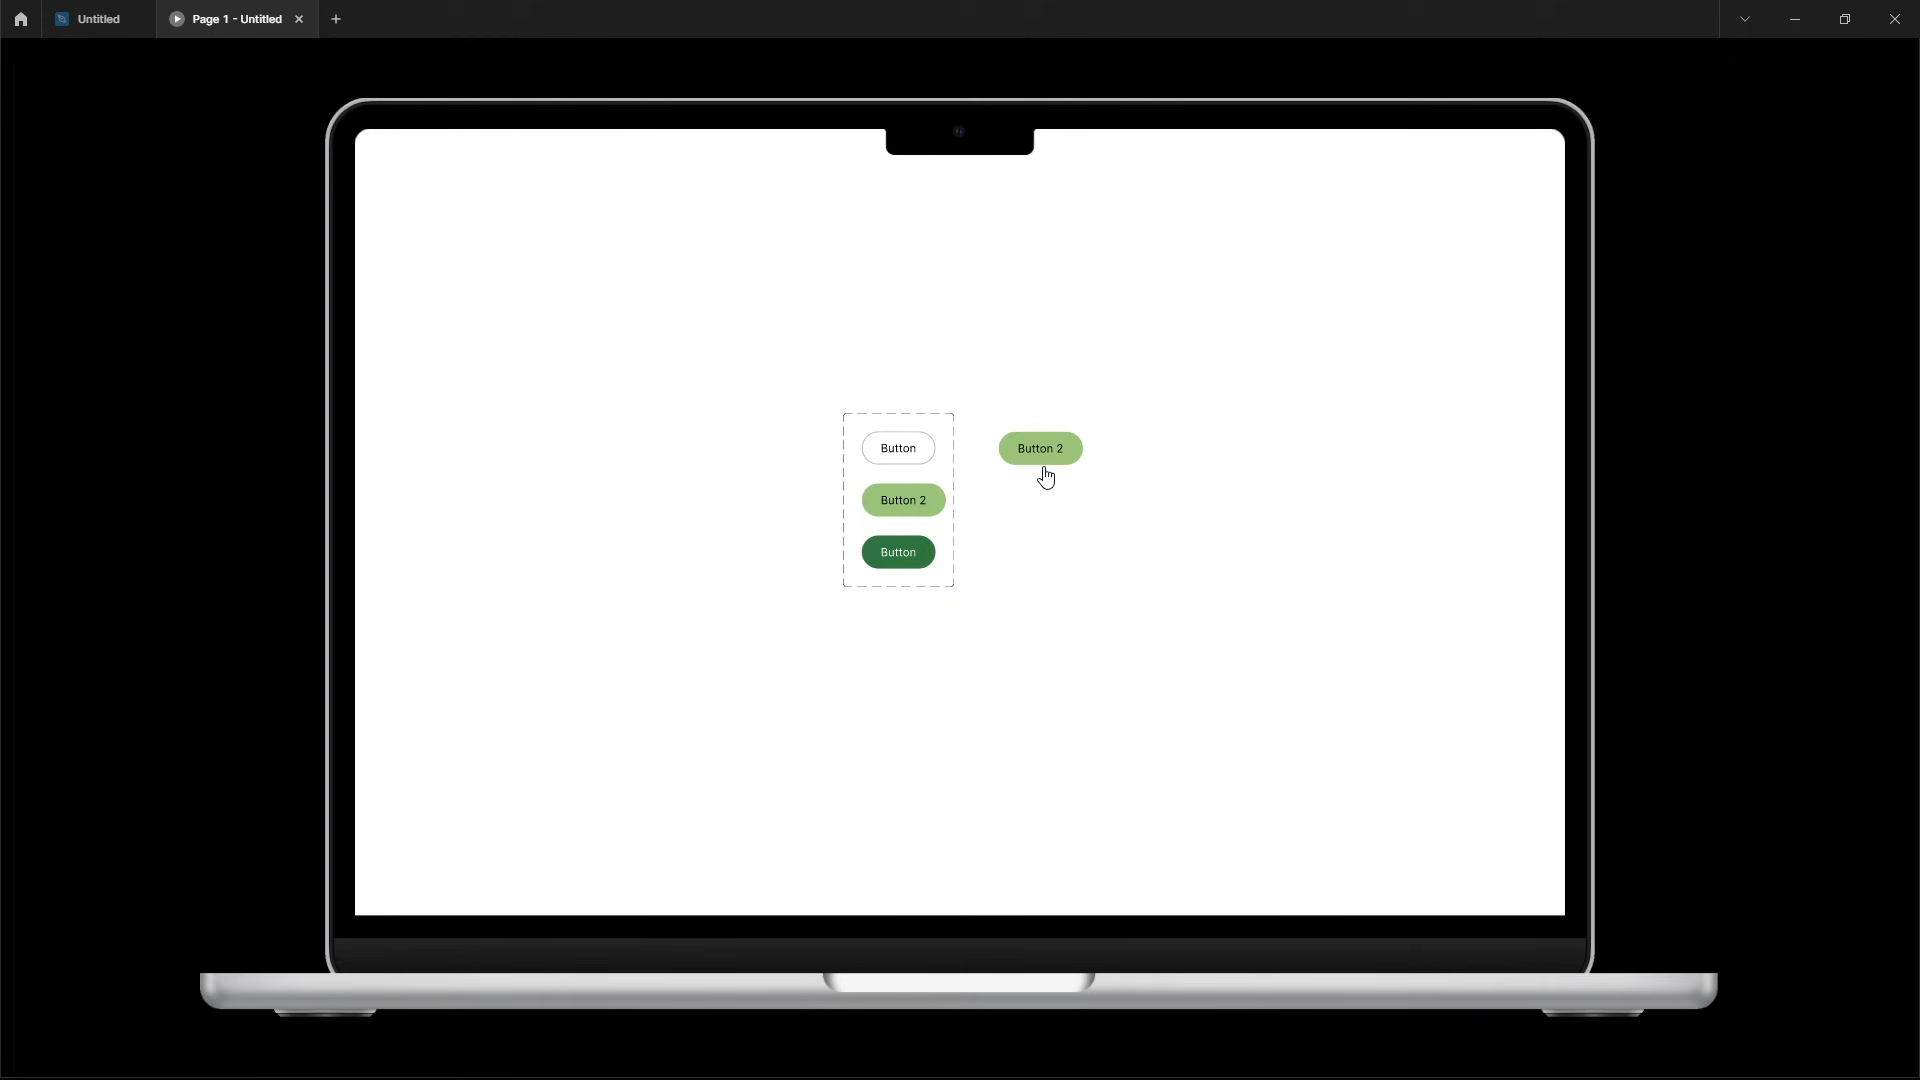 Untitled
Page 1 - Untitled
Button
Button 2
Button 2
Button